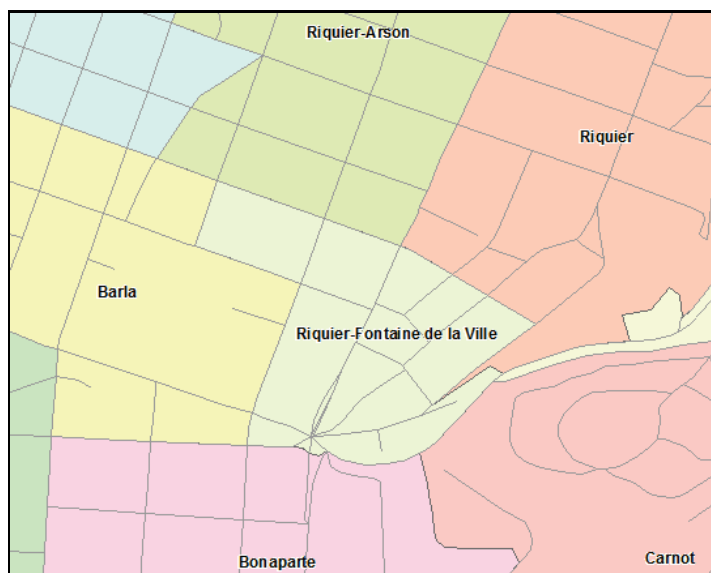 Riquier-Arson
Riquier
Barla
Riquier-Fontaine de la Ville
Bonaparte
Carnot